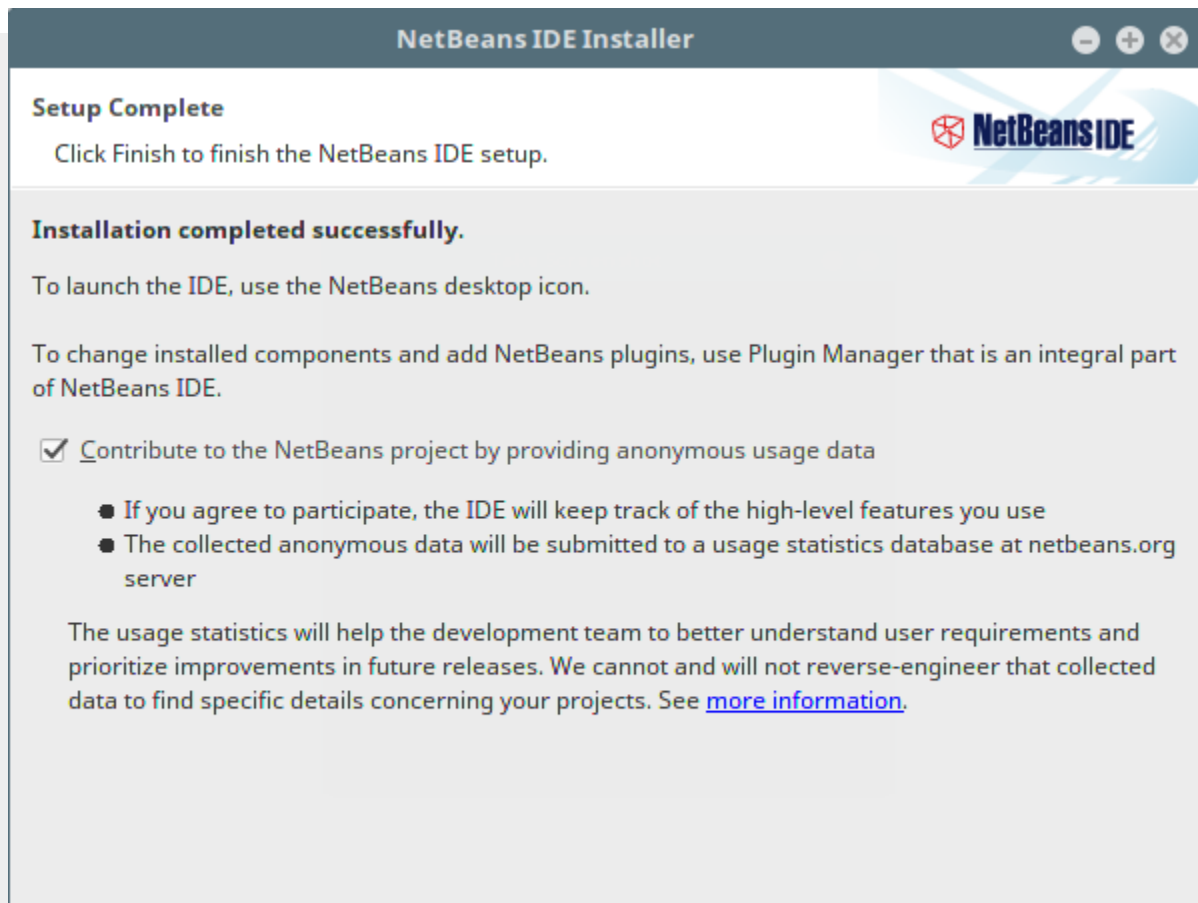 NetBeans IDE Installer
Setup Complete
Click Finish to finish the NetBeans IDE setup.
NetBeans IDE
Installation completed successfully.
To launch the IDE, use the NetBeans desktop icon.
To change installed components and add NetBeans plugins, use Plugin Manager that is an integral part
of NetBeans IDE.
Contribute to the NetBeans project by providing anonymous usage data
● If you agree to participate, the IDE will keep track of the high-level features you use
● The collected anonymous data will be submitted to a usage statistics database at netbeans.org
server
The usage statistics will help the development team to better understand user requirements and
prioritize improvements in future releases. We cannot and will not reverse-engineer that collected
data to find specific details concerning your projects. See more information.